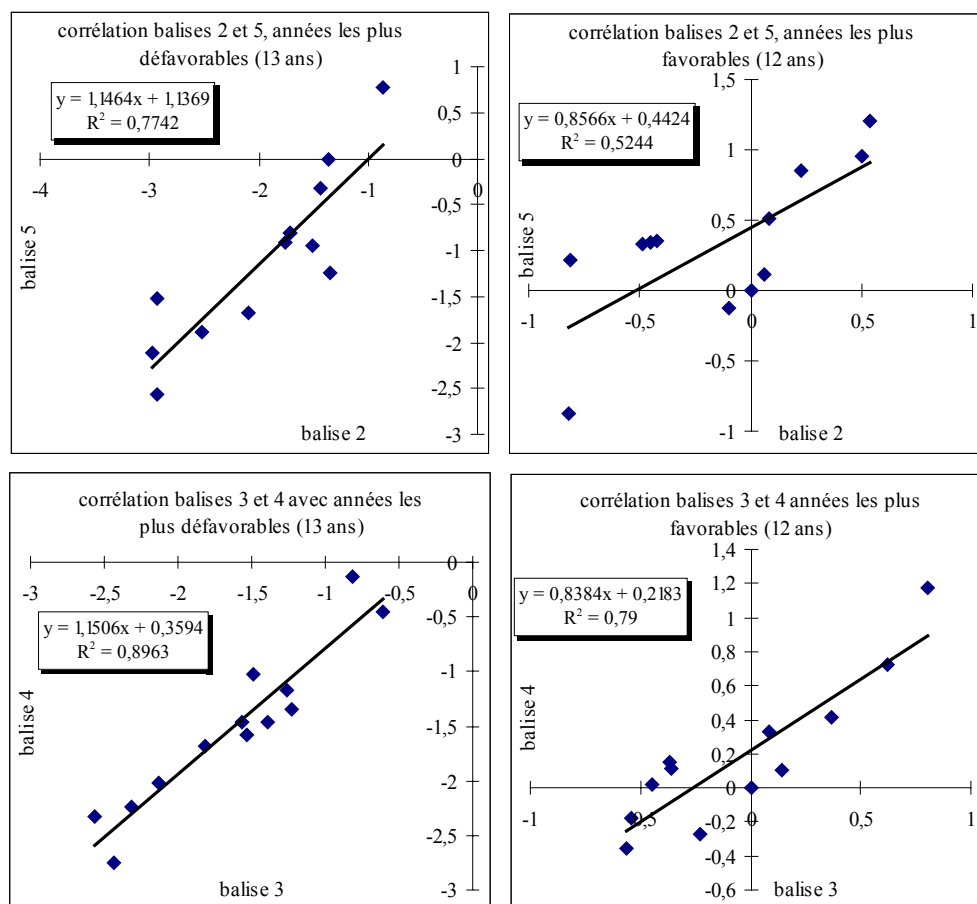 corrélation balises 2 et 5, années les plus
défavorables (13 ans)
y = 1,1464x + 1,1369
R² = 0,7742
1
0,5
0
-0,5
-1
-1,5
-2
-2,5
-3
-4
-3
-2
-1
0
balise 5
balise 2
corrélation balises 2 et 5, années les plus
favorables (12 ans)
y = 0,8566x + 0,4424
R² = 0,5244
1,5
1
0,5
0
-0,5
-1
-1
-0,5
0
0,5
1
balise 5
balise 2
corrélation balises 3 et 4 avec années les
plus défavorables (13 ans)
y = 1,1506x + 0,3594
R² = 0,8963
0
-0,5
-1
-1,5
-2
-2,5
-3
-3
-2,5
-2
-1,5
-1
-0,5
0
balise 4
balise 3
corrélation balises 3 et 4 années les plus
favorables (12 ans)
y = 0,8384x + 0,2183
R² = 0,79
1,4
1,2
1
0,8
0,6
0,4
0,2
0
-0,2
-0,4
-0,6
-1
-0,5
0
0,5
1
balise 4
balise 3